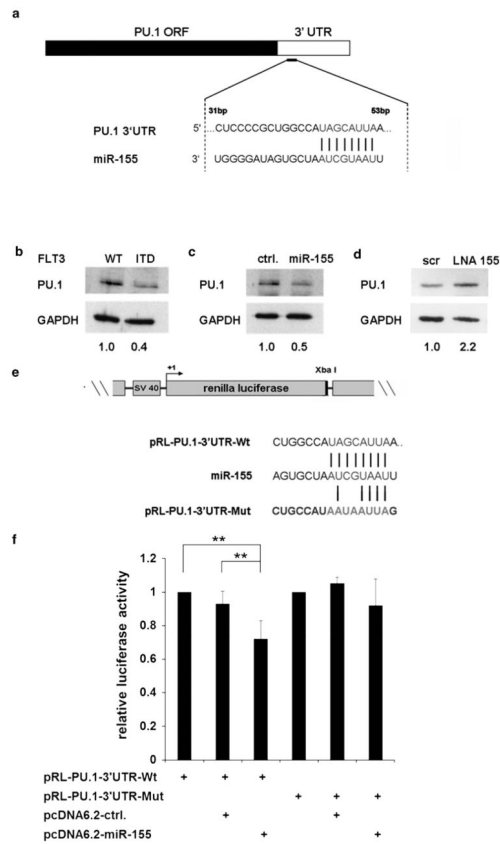 a
PU.1 ORF 3' UTR
31bp 53bp
PU.1 3'UTR 5' ...CUCCCCGCUGGCCAUAGCAUUAA...
miR-155 3' UGGGGAUAGUGCUAAUCGUAAUU
b
FLT3 WT ITD
PU.1
GAPDH
1.0 0.4
c
ctrl. miR-155
PU.1
GAPDH
1.0 0.5
d
scr LNA 155
PU.1
GAPDH
1.0 2.2
e
+1 Xba I
SV 40 renilla luciferase
pRL-PU.1-3'UTR-Wt CUGGCCAUAGCAUUAA..
miR-155 AGUGCUAAUCGUAAUU
pRL-PU.1-3'UTR-Mut CUGCCAUAAUAAUUAG
f
**
**
relative luciferase activity
1.2
1
0.8
0.6
0.4
0.2
0
pRL-PU.1-3'UTR-Wt + + +
pRL-PU.1-3'UTR-Mut + + +
pcDNA6.2-ctrl. + +
pcDNA6.2-miR-155 + +